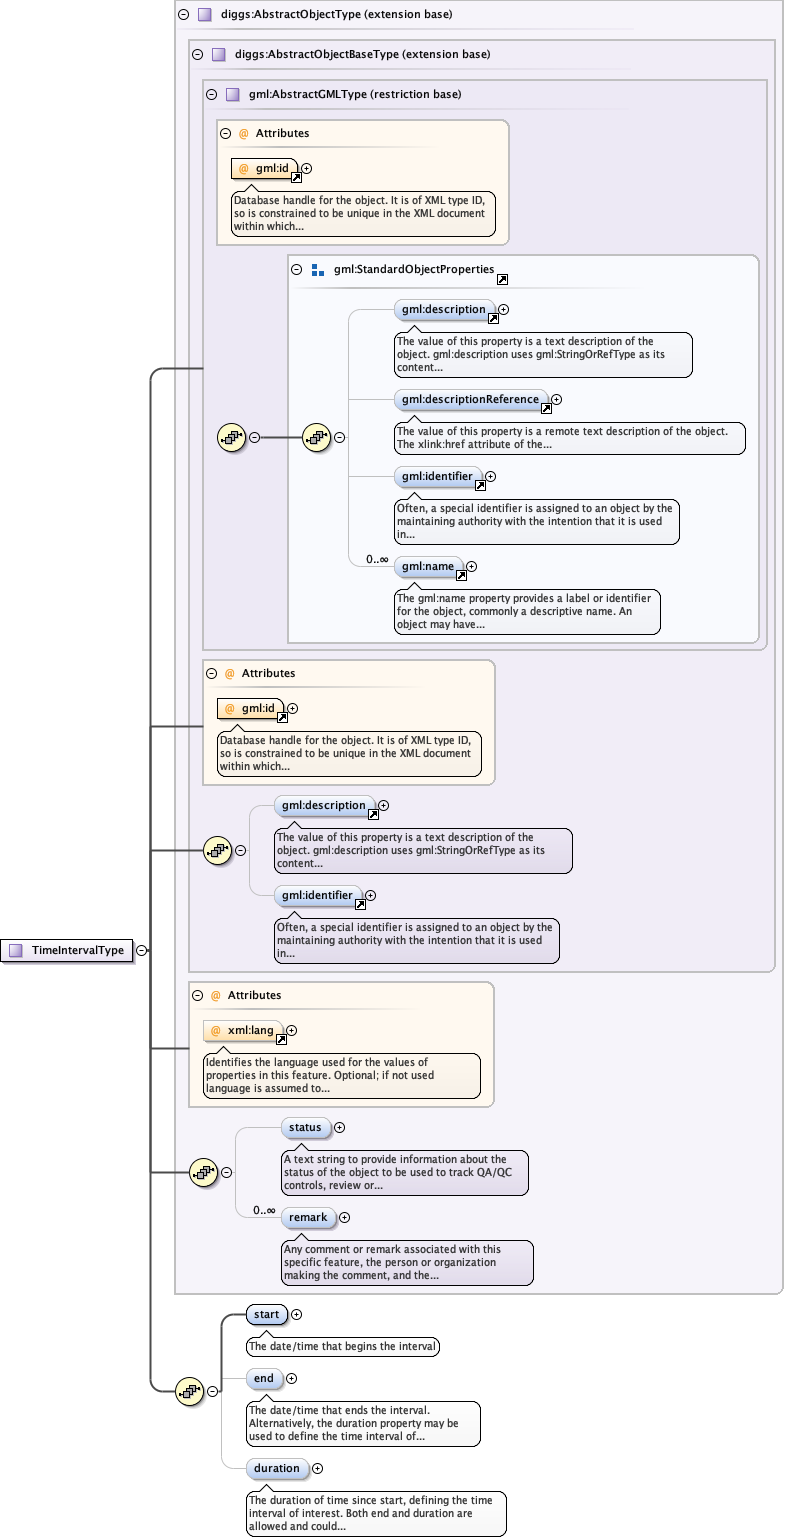 diggs:AbstractObjectType (extension base)
diggs:AbstractObjectBaseType (extension base)
gml:AbstractGMLType (restriction base)
@ Attributes
@ gml:id
Database handle for the object. It is of XML type ID,
so is constrained to be unique in the XML document
within which...
gml:StandardObjectProperties
gml:description
The value of this property is a text description of the
object. gml:description uses gml:StringOrRefType as its
content...
gml:descriptionReference
The value of this property is a remote text description of the object.
The xlink:href attribute of the...
gml:identifier
Often, a special identifier is assigned to an object by the
maintaining authority with the intention that it is used
in...
0..∞
gml:name
The gml:name property provides a label or identifier
for the object, commonly a descriptive name. An
object may have...
@ Attributes
@ gml:id
Database handle for the object. It is of XML type ID,
so is constrained to be unique in the XML document
within which...
gml:description
The value of this property is a text description of the
object. gml:description uses gml:StringOrRefType as its
content...
gml:identifier
Often, a special identifier is assigned to an object by the
maintaining authority with the intention that it is used
in...
TimeIntervalType
@ Attributes
@ xml:lang
Identifies the language used for the values of
properties in this feature. Optional; if not used
language is assumed to...
status
A text string to provide information about the
status of the object to be used to track QA/QC
controls, review or...
0..∞
remark
Any comment or remark associated with this
specific feature, the person or organization
making the comment, and the...
start
The date/time that begins the interval
end
The date/time that ends the interval.
Alternatively, the duration property may be
used to define the time interval of...
duration
The duration of time since start, defining the time
interval of interest. Both end and duration are
allowed and could...